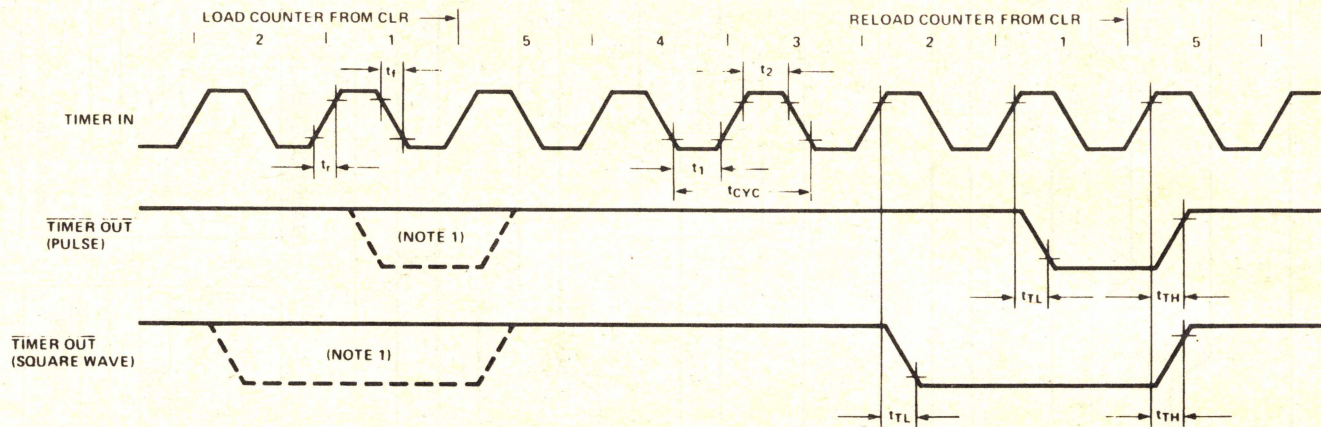 LOAD COUNTER FROM CLR
RELOAD COUNTER FROM CLR
2 1 5 4 3 2 1 5
tf
t2
TIMER IN
tr
t1
tCYC
TIMER OUT
(PULSE)
(NOTE 1)
tTL
tTH
TIMER OUT
(SQUARE WAVE)
(NOTE 1)
tTL
tTH